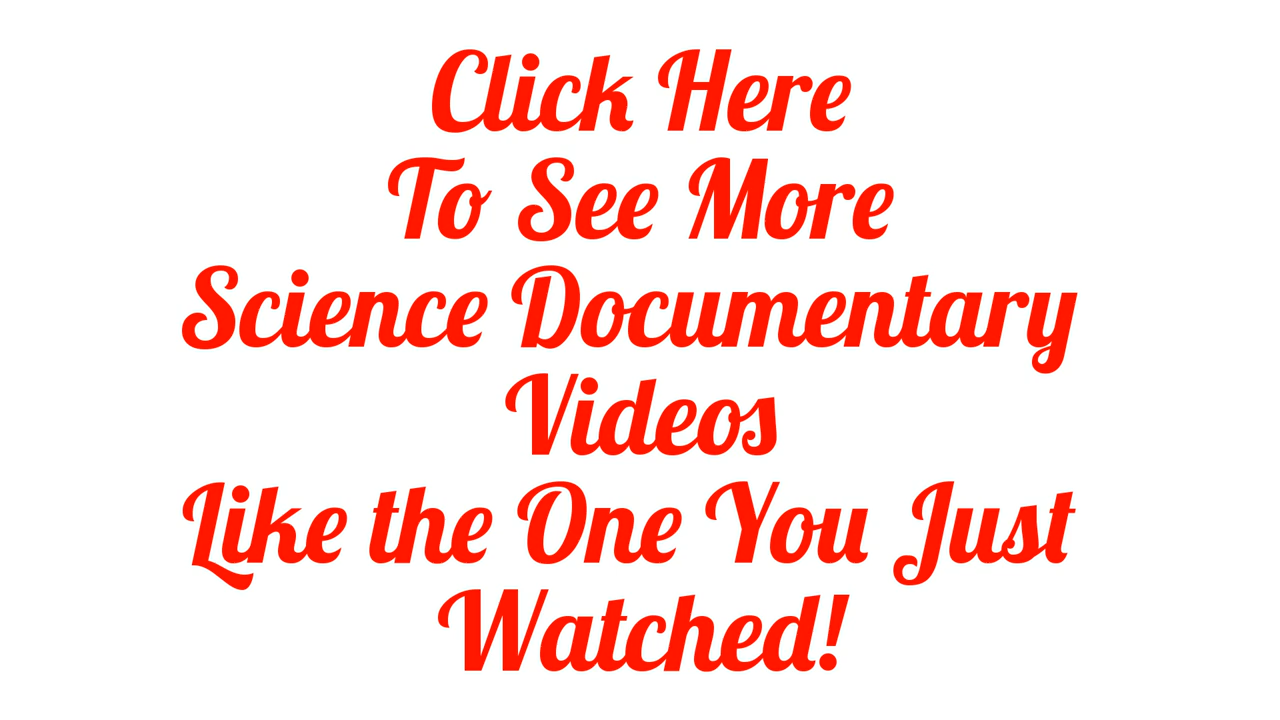 Click Here
To See More
Science Documentary
Videos
Like the One You Just
Watched!